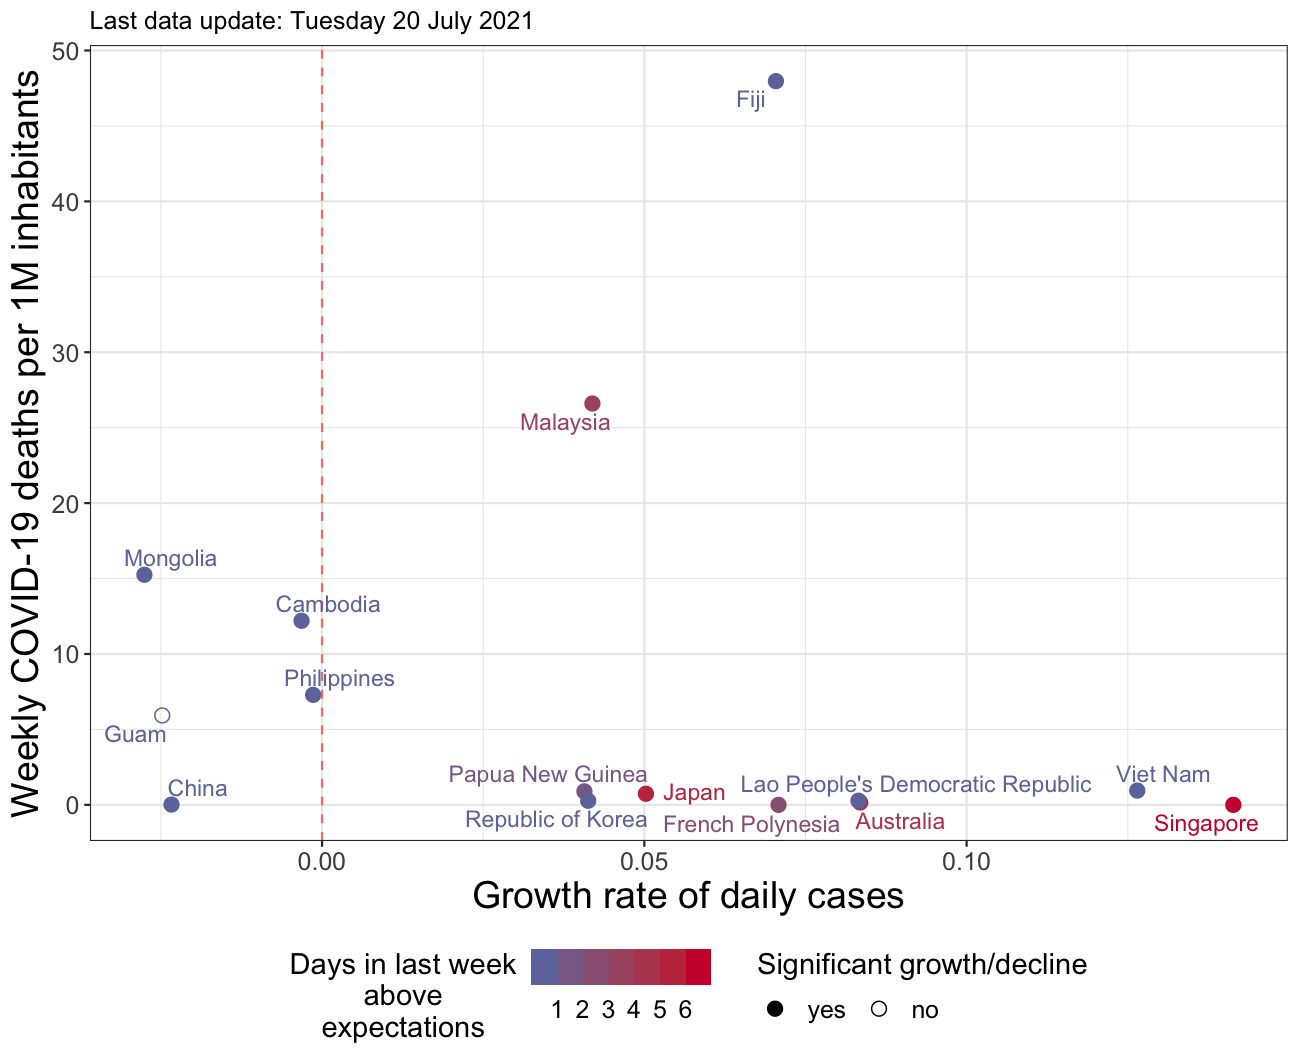 Last data update: Tuesday 20 July 2021
Weekly COVID-19 deaths per 1M inhabitants
50
40
30
20
10
0
Fiji
Malaysia
Mongolia
Cambodia
Philippines
Guam
China
Papua New Guinea
Republic of Korea
Japan
Lao People's Democratic Republic
French Polynesia
Australia
Viet Nam
Singapore
0.00 0.05 0.10
Growth rate of daily cases
Days in last week
above
expectations
1 2 3 4 5 6
Significant growth/decline
yes no